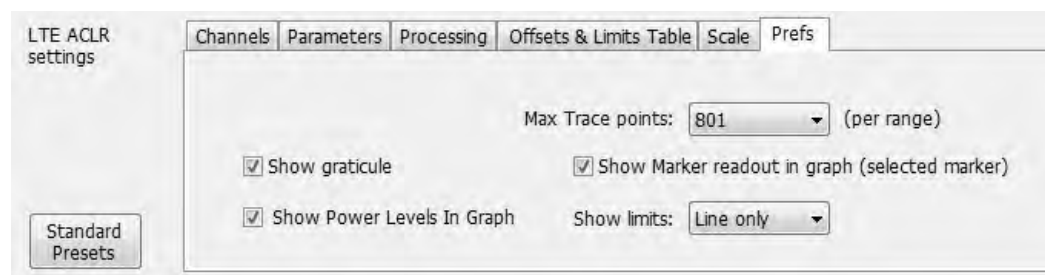 LTE ACLR
settings
Channels Parameters Processing Offsets & Limits Table Scale Prefs
Max Trace points: 801 (per range)
Show graticule Show Marker readout in graph (selected marker)
Show Power Levels In Graph Show limits: Line only
Standard
Presets